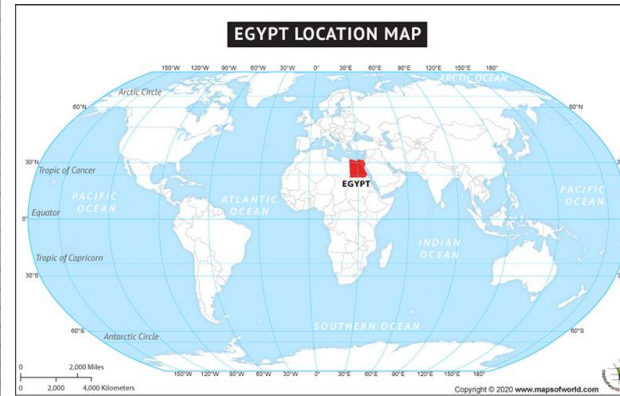 EGYPT LOCATION MAP
150°W 120°W 90°W 60°W 30°W 0° 30°E 60°E 90°E 120°E 150°E 180°
ARCTIC OCEAN
Arctic Circle
60°N 60°N
30°N 30°N
Tropic of Cancer
EGYPT
PACIFIC
OCEAN
ATLANTIC
OCEAN
PACIFIC
OCEAN
Equator 0° 0°
INDIAN
OCEAN
Tropic of Capricorn
30°S 30°S
SOUTHERN OCEAN
60°S 60°S
Antarctic Circle
150°W 120°W 90°W 60°W 30°W 0° 30°E 60°E 90°E 120°E 150°E 180°
0 2,000 Miles
0 2,000 4,000 Kilometers
Copyright © 2020 www.mapsofworld.com